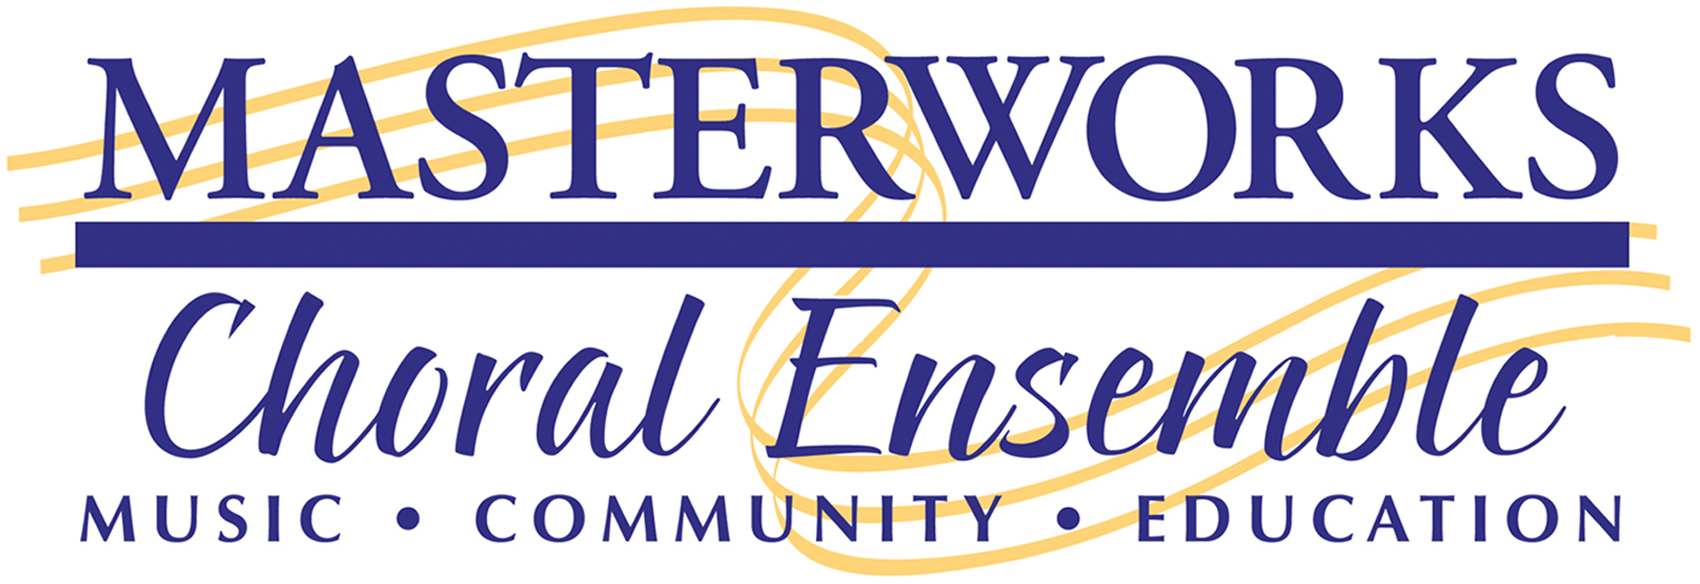 MASTERWORKS
Choral Ensemble
MUSIC • COMMUNITY • EDUCATION